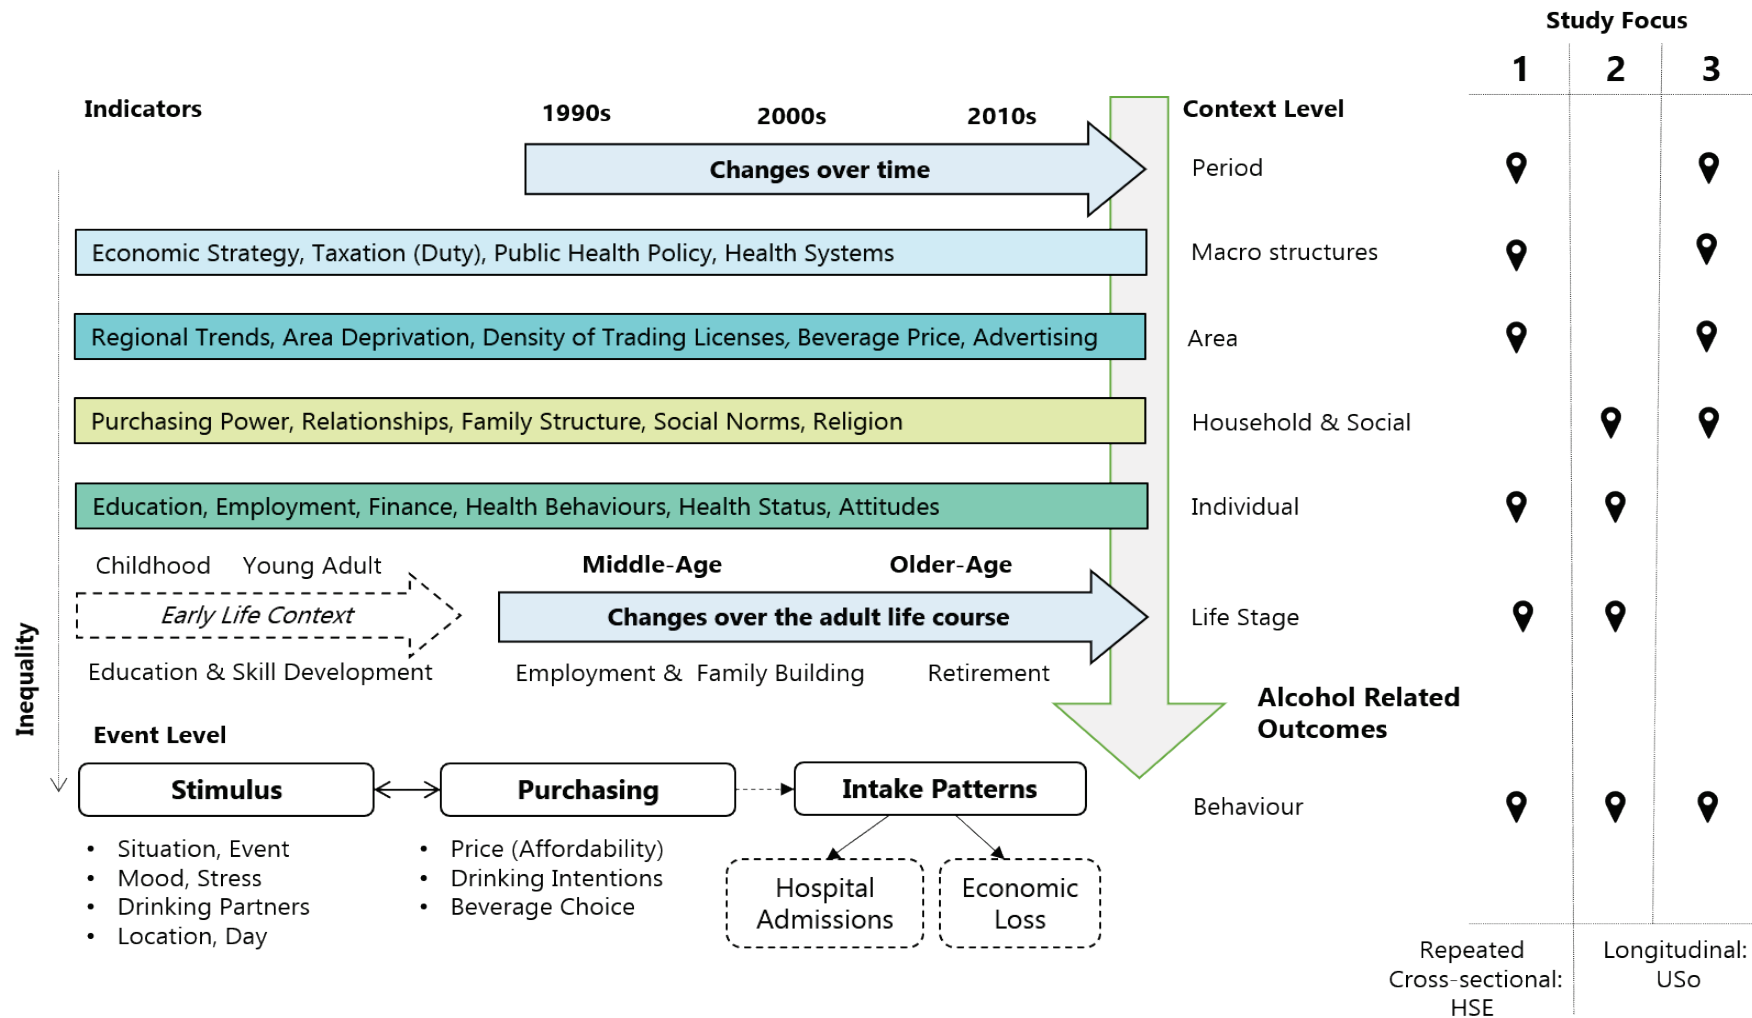 Study Focus
1 2 3
Indicators
1990s 2000s 2010s
Context Level
Changes over time
Period
Economic Strategy, Taxation (Duty), Public Health Policy, Health Systems
Macro structures
Regional Trends, Area Deprivation, Density of Trading Licenses, Beverage Price, Advertising
Area
Purchasing Power, Relationships, Family Structure, Social Norms, Religion
Household & Social
Education, Employment, Finance, Health Behaviours, Health Status, Attitudes
Individual
Childhood Young Adult
Middle-Age Older-Age
Early Life Context
Changes over the adult life course
Life Stage
Education & Skill Development
Employment & Family Building
Retirement
Inequality
Alcohol Related
Outcomes
Event Level
Stimulus
Purchasing
Intake Patterns
Behaviour
• Situation, Event
• Mood, Stress
• Drinking Partners
• Location, Day
• Price (Affordability)
• Drinking Intentions
• Beverage Choice
Hospital
Admissions
Economic
Loss
Repeated
Cross-sectional:
HSE
Longitudinal:
USo